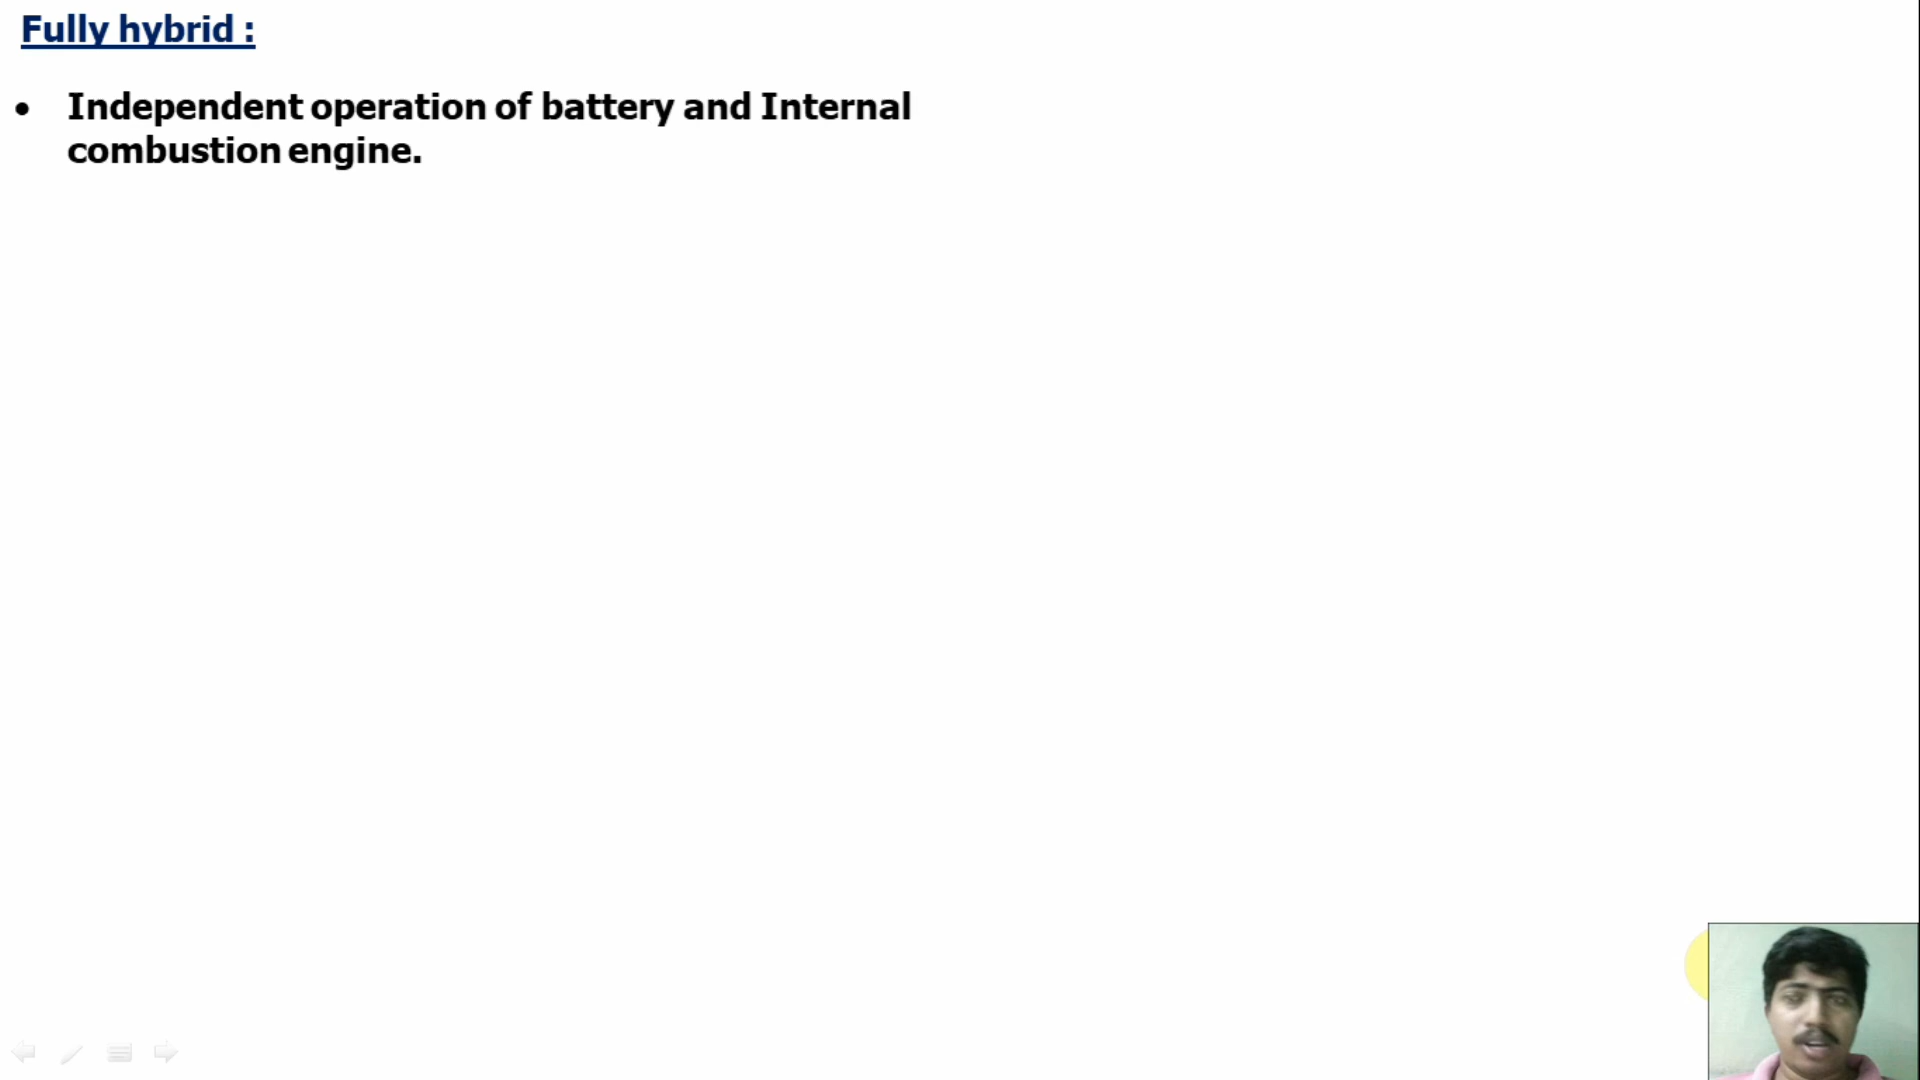 Fully hybrid :
• Independent operation of battery and Internal
combustion engine.